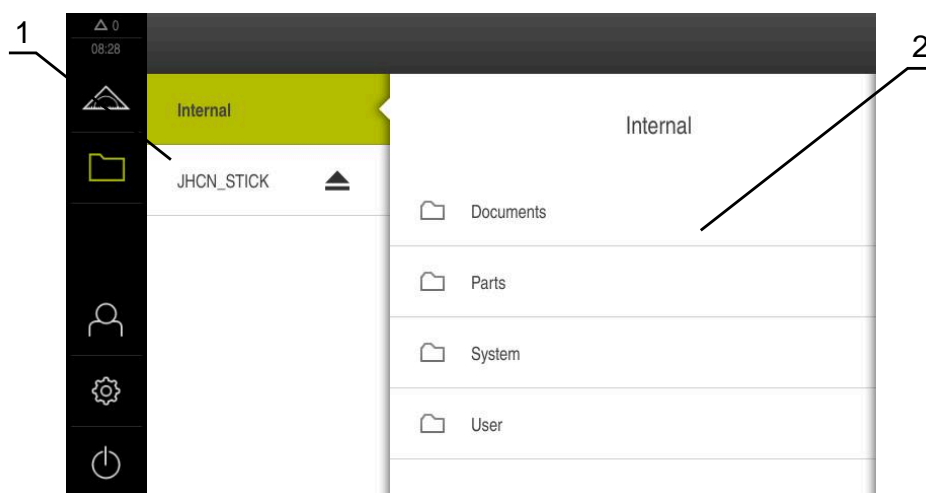 1
0
08:28
2
Internal
Internal
JHCN_STICK
Documents
Parts
System
User